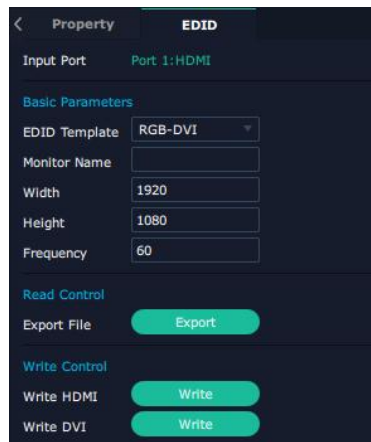 Property EDID
Input Port Port 1:HDMI
Basic Parameters
EDID Template RGB-DVI
Monitor Name
Width 1920
Height 1080
Frequency 60
Read Control
Export File Export
Write Control
Write HDMI Write
Write DVI Write